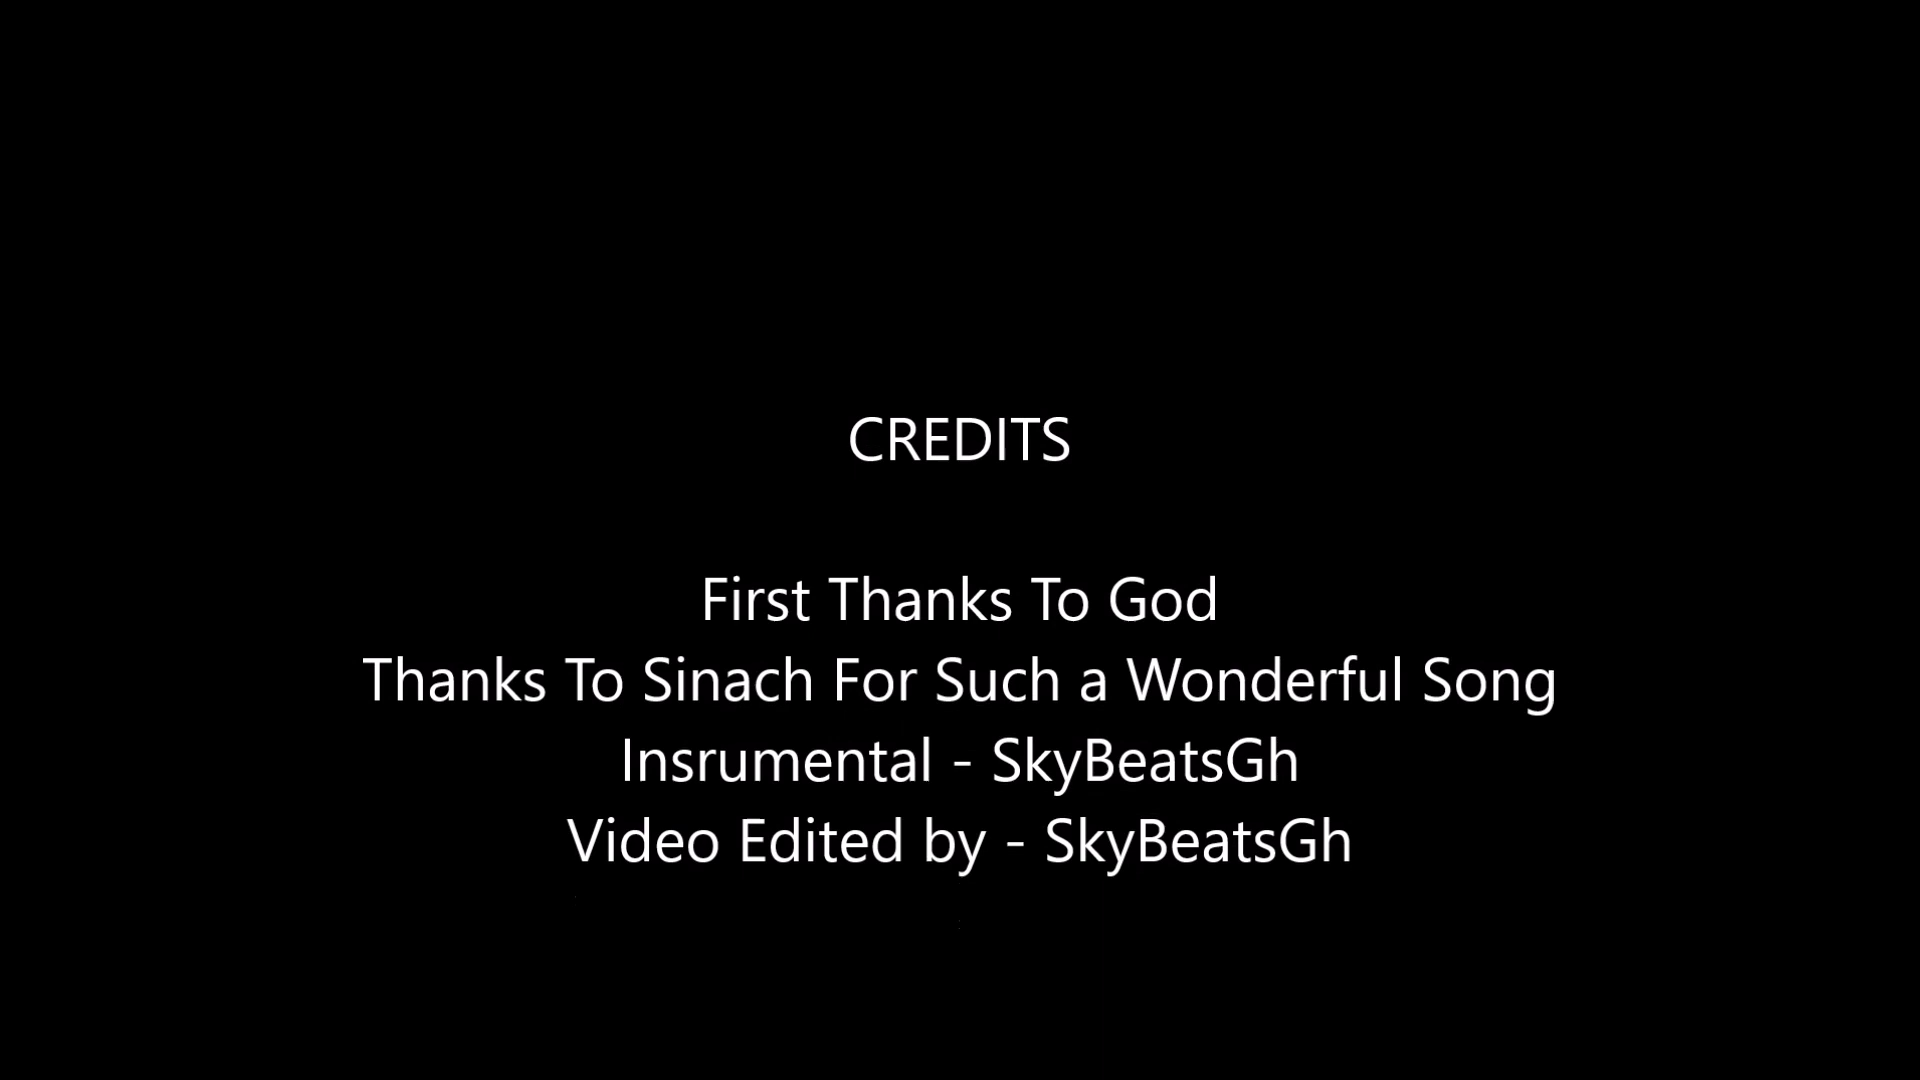 CREDITS
First Thanks To God
Thanks To Sinach For Such a Wonderful Song
Insrumental - SkyBeatsGh
Video Edited by - SkyBeatsGh